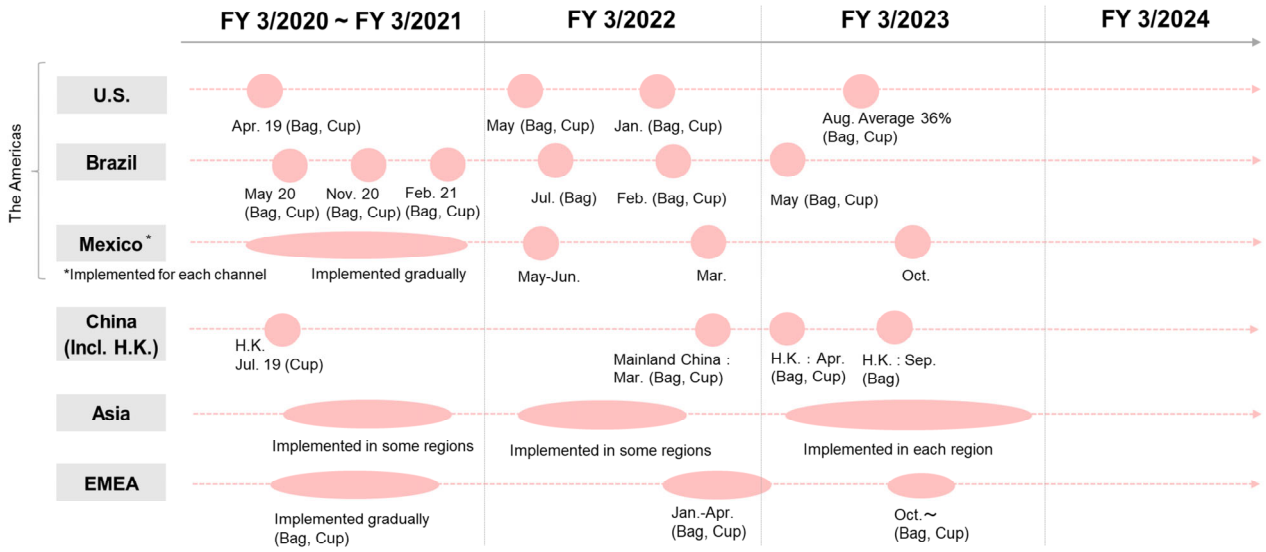 FY 3/2020 ~ FY 3/2021
FY 3/2022
FY 3/2023
FY 3/2024
The Americas
U.S.
Apr. 19 (Bag, Cup)
May (Bag, Cup)
Jan. (Bag, Cup)
Aug. Average 36%
(Bag, Cup)
Brazil
May 20
(Bag, Cup)
Nov. 20
(Bag, Cup)
Feb. 21
(Bag, Cup)
Jul. (Bag)
Feb. (Bag, Cup)
May (Bag, Cup)
Mexico *
*Implemented for each channel
Implemented gradually
May-Jun.
Mar.
Oct.
China
(Incl. H.K.)
H.K.
Jul. 19 (Cup)
Mainland China :
Mar. (Bag, Cup)
H.K. : Apr.
(Bag, Cup)
H.K. : Sep.
(Bag)
Asia
Implemented in some regions
Implemented in some regions
Implemented in each region
EMEA
Implemented gradually
(Bag, Cup)
Jan.-Apr.
(Bag, Cup)
Oct.～
(Bag, Cup)